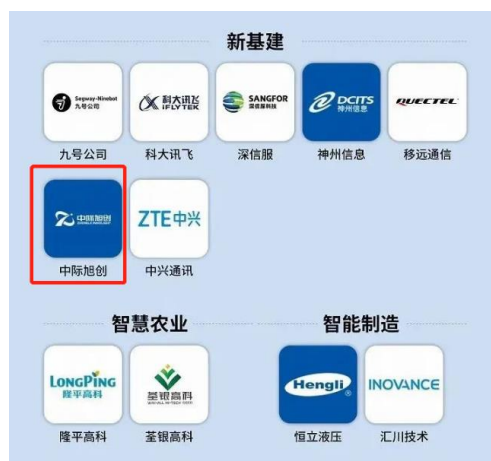 新基建
Segway-Ninebot
九号公司
科大讯飞
iFLYTEK
SANGFOR
深信服科技
DCITS
神州信息
QUECTEL
九号公司 科大讯飞 深信服 神州信息 移远通信
中际旭创
ZTE中兴
中际旭创 中兴通讯
智慧农业 智能制造
LONGPING
隆平高科
荃银高科
WIN-ALL HI-TECH SEED
Hengli
INOVANCE
隆平高科 荃银高科 恒立液压 汇川技术